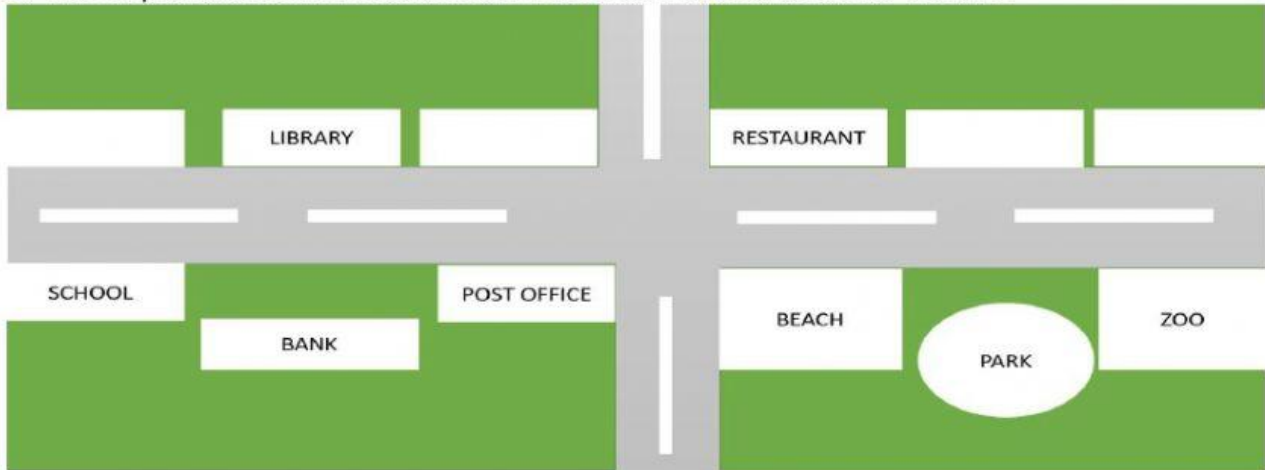 LIBRARY
RESTAURANT
SCHOOL
POST OFFICE
BEACH
ZOO
BANK
PARK